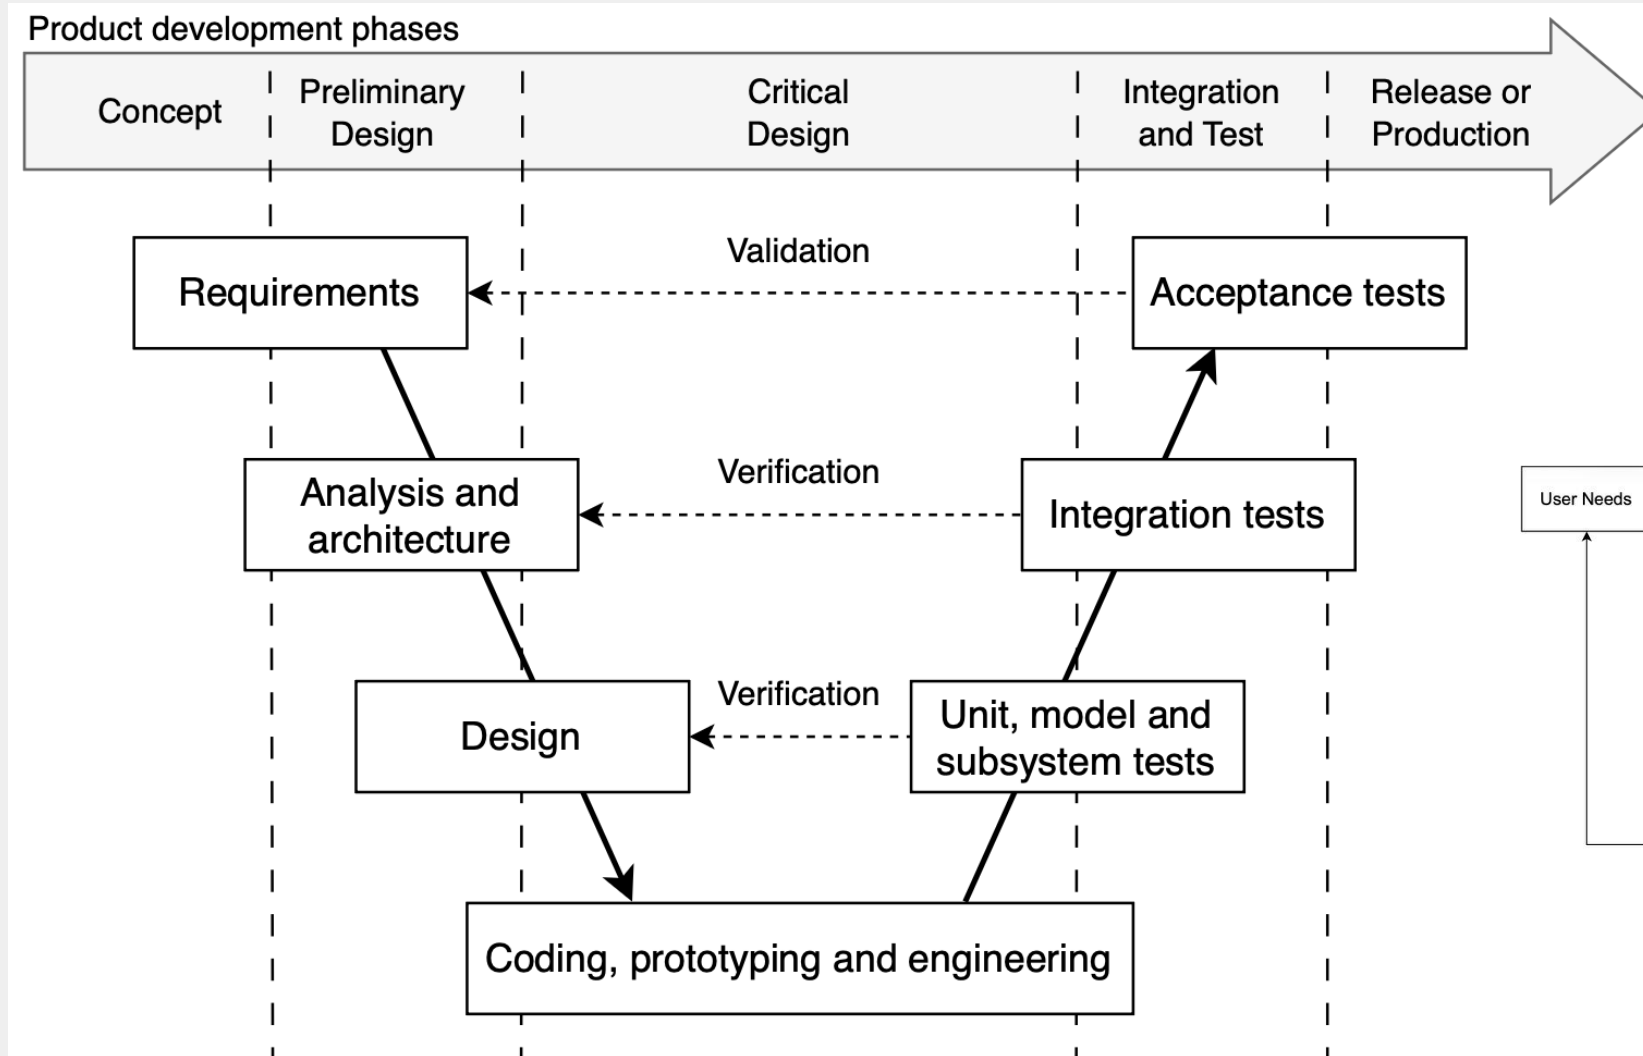 Product development phases
Concept
Preliminary
Design
Critical
Design
Integration
and Test
Release or
Production
Requirements
Validation
Acceptance tests
Analysis and
architecture
Verification
Integration tests
User Needs
Design
Verification
Unit, model and
subsystem tests
Coding, prototyping and engineering